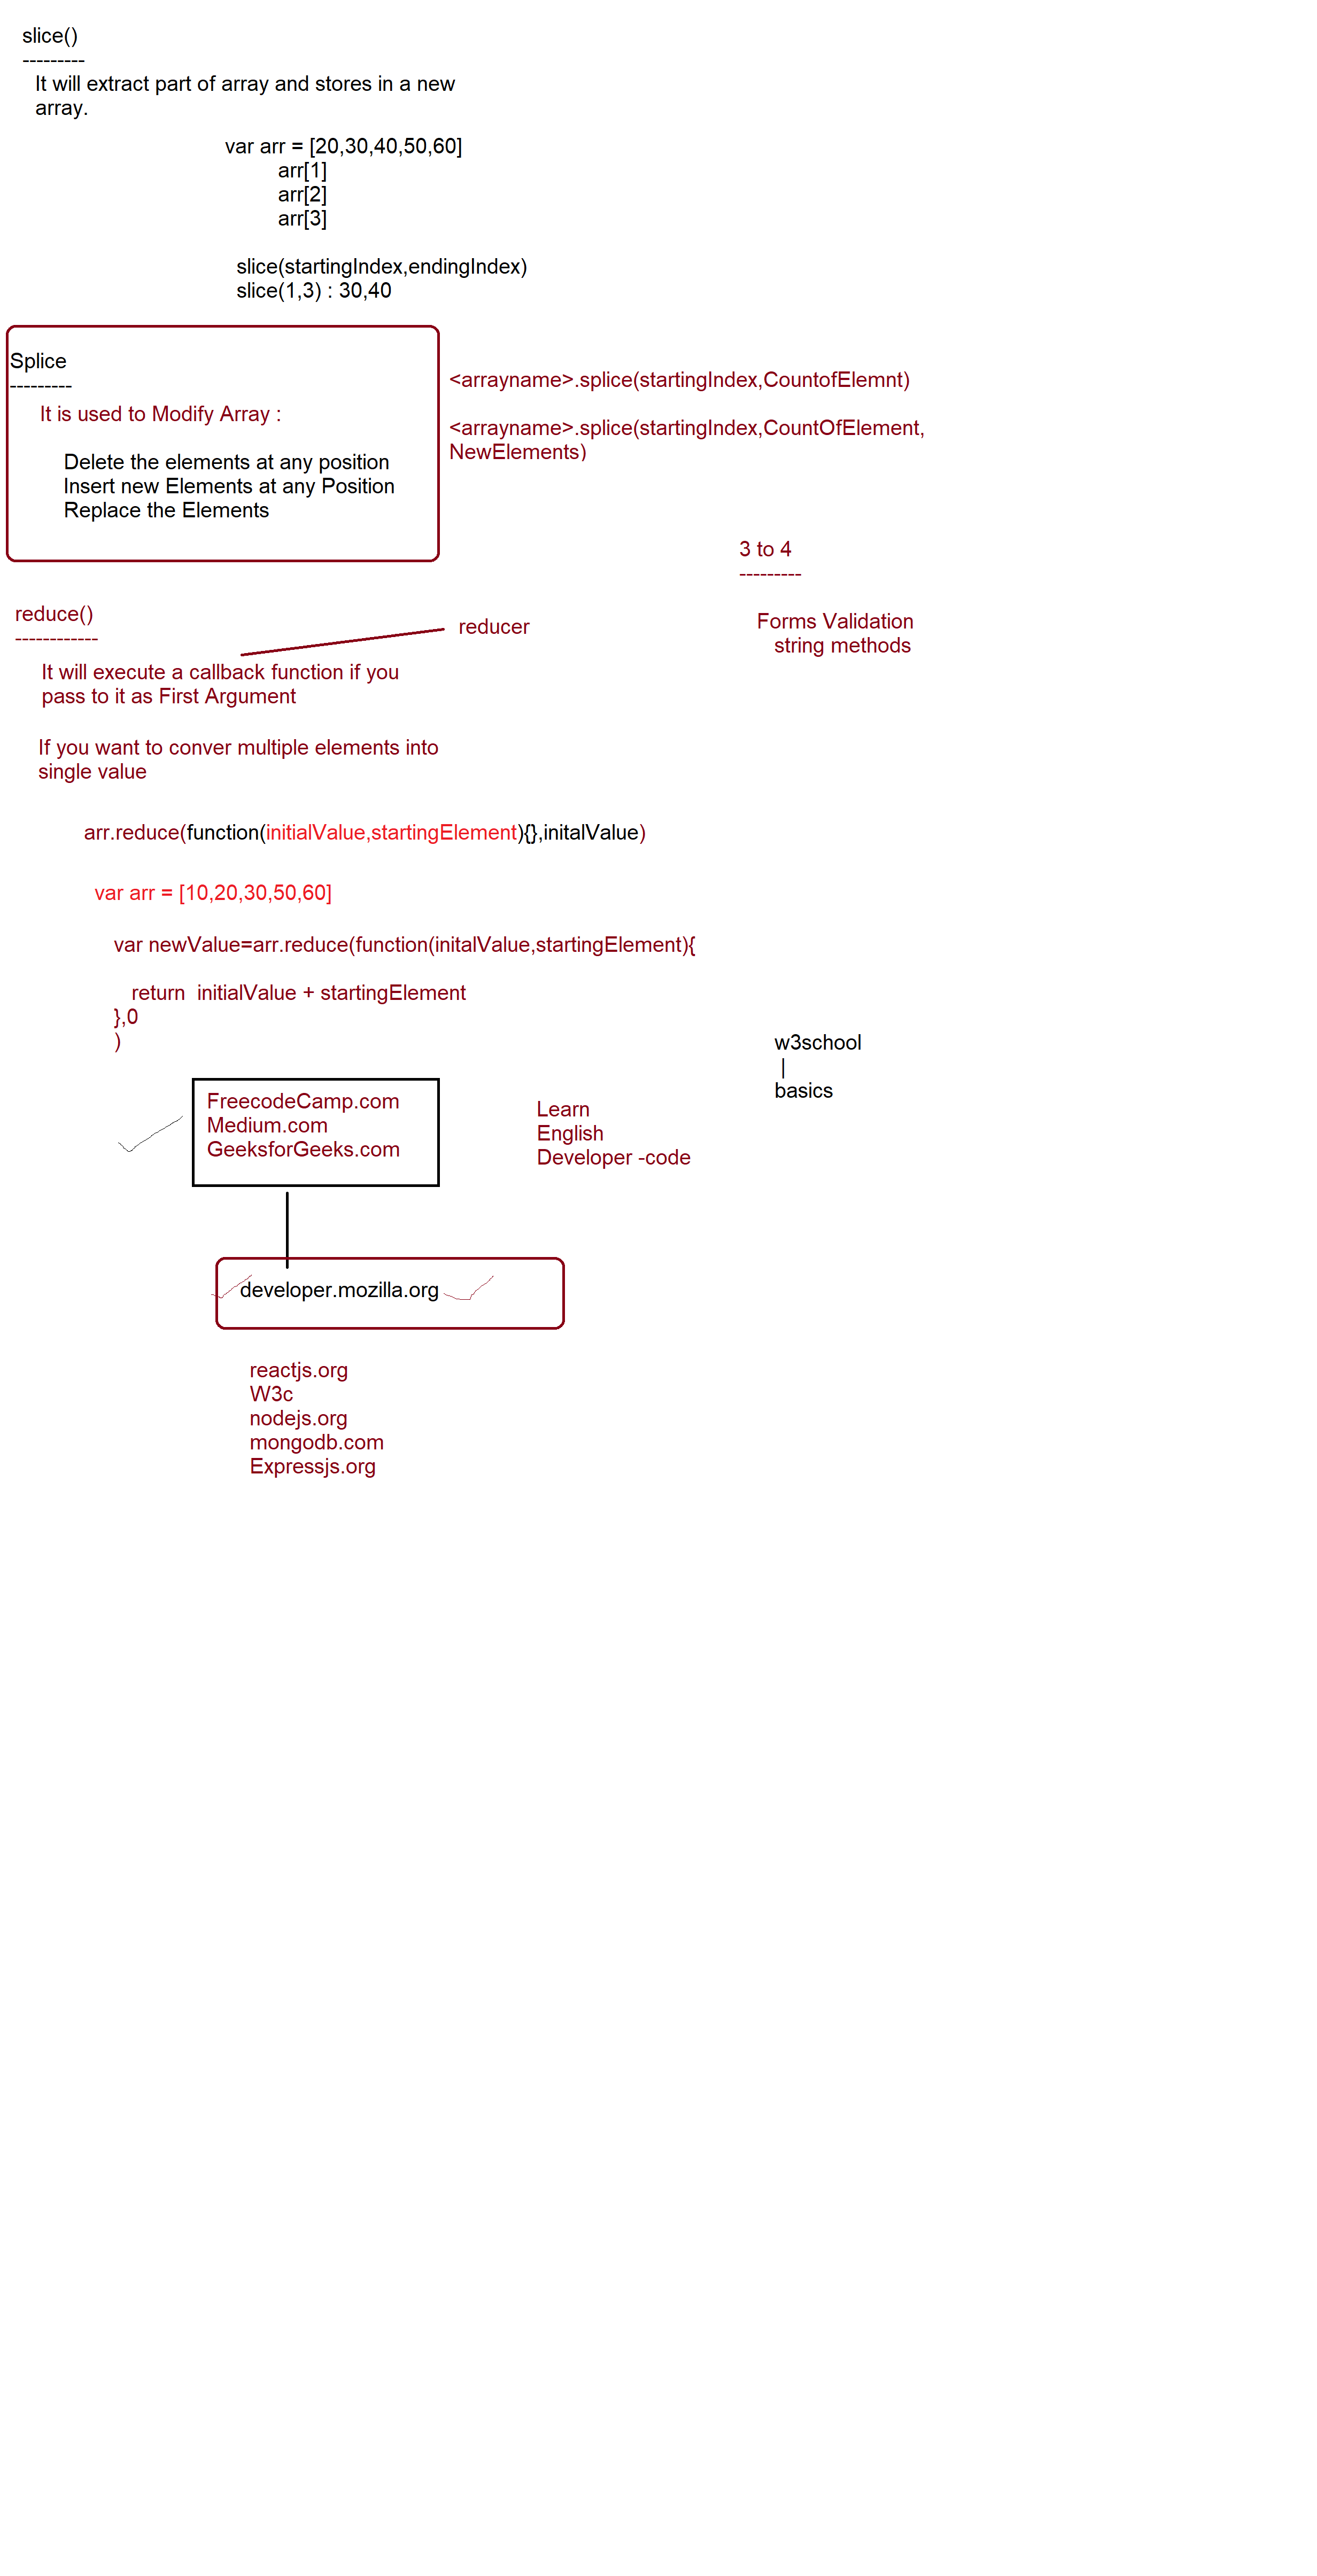 slice()
---------
It will extract part of array and stores in a new
array.
var arr = [20,30,40,50,60]
arr[1]
arr[2]
arr[3]
slice(startingIndex,endingIndex)
slice(1,3) : 30,40
Splice
---------
It is used to Modify Array :
Delete the elements at any position
Insert new Elements at any Position
Replace the Elements
<arrayname>.splice(startingIndex,CountofElemnt)
<arrayname>.splice(startingIndex,CountOfElement,
NewElements)
3 to 4
---------
Forms Validation
string methods
reduce()
------------
reducer
It will execute a callback function if you
pass to it as First Argument
If you want to conver multiple elements into
single value
arr.reduce(function(initialValue,startingElement){},initalValue)
var arr = [10,20,30,50,60]
var newValue=arr.reduce(function(initalValue,startingElement){
return  initialValue + startingElement
},0
)
w3school
|
basics
FreecodeCamp.com
Medium.com
GeeksforGeeks.com
Learn
English
Developer -code
developer.mozilla.org
reactjs.org
W3c
nodejs.org
mongodb.com
Expressjs.org